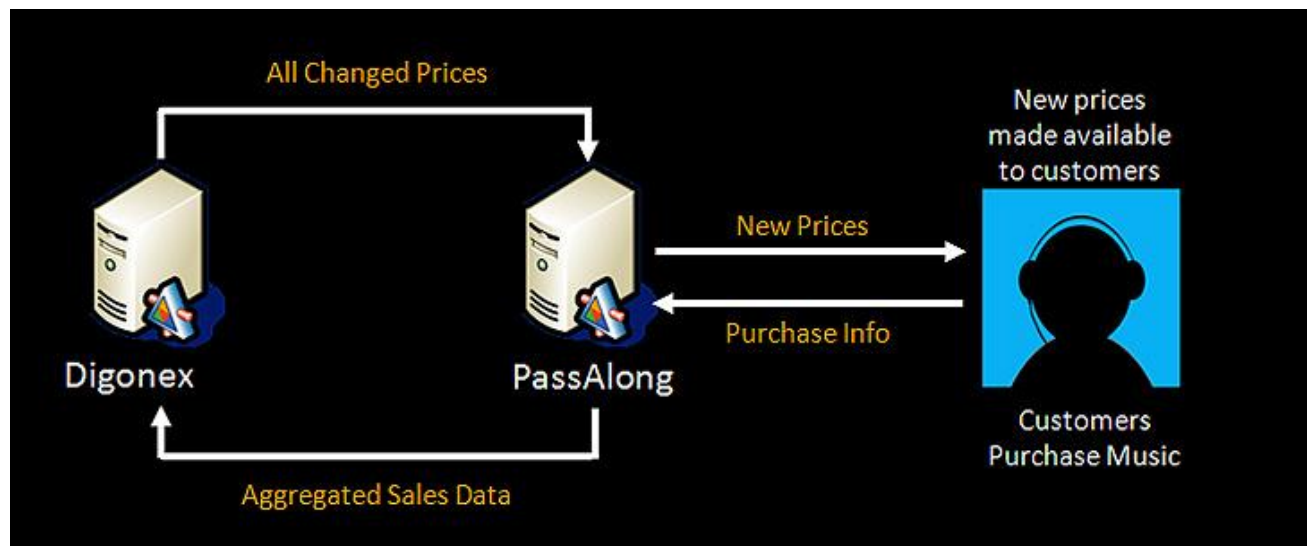 All Changed Prices
New prices
made available
to customers
New Prices
Purchase Info
Digonex
PassAlong
Customers
Purchase Music
Aggregated Sales Data